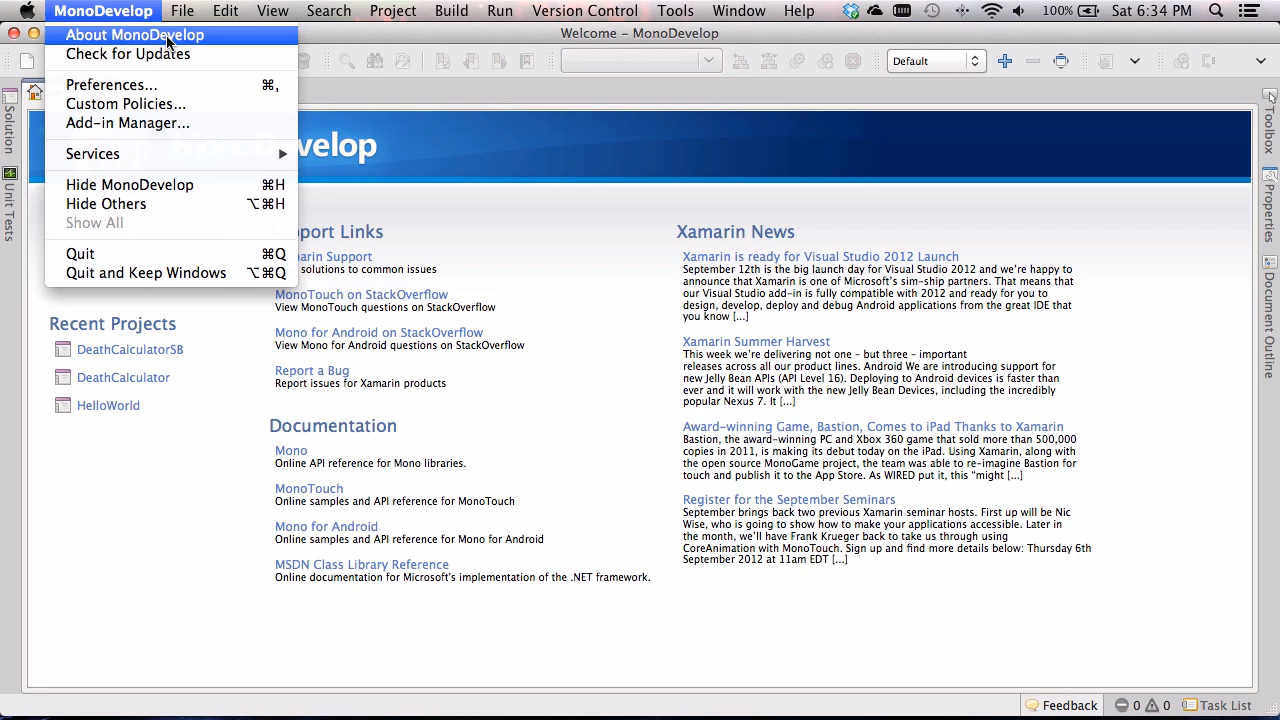 MonoDevelop File Edit View Search Project Build Run Version Control Tools Window Help 100% Sat 6:34 PM
Welcome - MonoDevelop
About MonoDevelop
Check for Updates
Preferences... ⌘,
Custom Policies...
Add-in Manager...
Services
Hide MonoDevelop ⌘H
Hide Others ⌥⌘H
Show All
Quit ⌘Q
Quit and Keep Windows ⌥⌘Q
Default
Solution
Unit Tests
velop
Recent Projects
DeathCalculatorSB
DeathCalculator
HelloWorld
port Links
marin Support
solutions to common issues
MonoTouch on StackOverflow
View MonoTouch questions on StackOverflow
Mono for Android on StackOverflow
View Mono for Android questions on StackOverflow
Report a Bug
Report issues for Xamarin products
Documentation
Mono
Online API reference for Mono libraries.
MonoTouch
Online samples and API reference for MonoTouch
Mono for Android
Online samples and API reference for Mono for Android
MSDN Class Library Reference
Online documentation for Microsoft's implementation of the .NET framework.
Xamarin News
Xamarin is ready for Visual Studio 2012 Launch
September 12th is the big launch day for Visual Studio 2012 and we're happy to
announce that Xamarin is one of Microsoft's sim-ship partners. That means that
our Visual Studio add-in is fully compatible with 2012 and ready for you to
design, develop, deploy and debug Android applications from the great IDE that
you know [...]
Xamarin Summer Harvest
This week we're delivering not one – but three – important
releases across all our product lines. Android We are introducing support for
new Jelly Bean APIs (API Level 16). Deploying to Android devices is faster than
ever and it will work with the new Jelly Bean Devices, including the incredibly
popular Nexus 7. It [...]
Award-winning Game, Bastion, Comes to iPad Thanks to Xamarin
Bastion, the award-winning PC and Xbox 360 game that sold more than 500,000
copies in 2011, is making its debut today on the iPad. Using Xamarin, along with
the open source MonoGame project, the team was able to re-imagine Bastion for
touch and publish it to the App Store. As WIRED put it, this "might [...]
Register for the September Seminars
September brings back two previous Xamarin seminar hosts. First up will be Nic
Wise, who is going to show how to make your applications accessible. Later in
the month, we'll have Frank Krueger back to take us through using
CoreAnimation with MonoTouch. Sign up and find more details below: Thursday 6th
September 2012 at 11am EDT [...]
Toolbox
Properties
Document Outline
Feedback 0 0 Task List